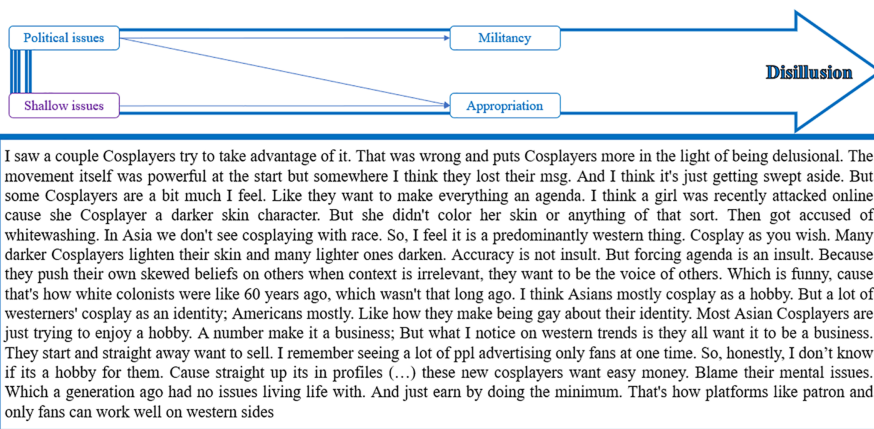 Political issues
Militancy
Disillusion
Shallow issues
Appropriation
I saw a couple Cosplayers try to take advantage of it. That was wrong and puts Cosplayers more in the light of being delusional. The
movement itself was powerful at the start but somewhere I think they lost their msg. And I think it's just getting swept aside. But
some Cosplayers are a bit much I feel. Like they want to make everything an agenda. I think a girl was recently attacked online
cause she Cosplayer a darker skin character. But she didn't color her skin or anything of that sort. Then got accused of
whitewashing. In Asia we don't see cosplaying with race. So, I feel it is a predominantly western thing. Cosplay as you wish. Many
darker Cosplayers lighten their skin and many lighter ones darken. Accuracy is not insult. But forcing agenda is an insult. Because
they push their own skewed beliefs on others when context is irrelevant, they want to be the voice of others. Which is funny, cause
that's how white colonists were like 60 years ago, which wasn't that long ago. I think Asians mostly cosplay as a hobby. But a lot of
westerners' cosplay as an identity; Americans mostly. Like how they make being gay about their identity. Most Asian Cosplayers are
just trying to enjoy a hobby. A number make it a business; But what I notice on western trends is they all want it to be a business.
They start and straight away want to sell. I remember seeing a lot of ppl advertising only fans at one time. So, honestly, I don't know
if its a hobby for them. Cause straight up its in profiles (…) these new cosplayers want easy money. Blame their mental issues.
Which a generation ago had no issues living life with. And just earn by doing the minimum. That's how platforms like patron and
only fans can work well on western sides